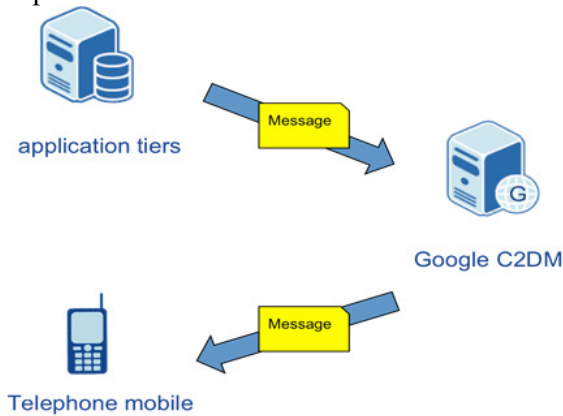 Message
application tiers
G
Google C2DM
Message
Telephone mobile